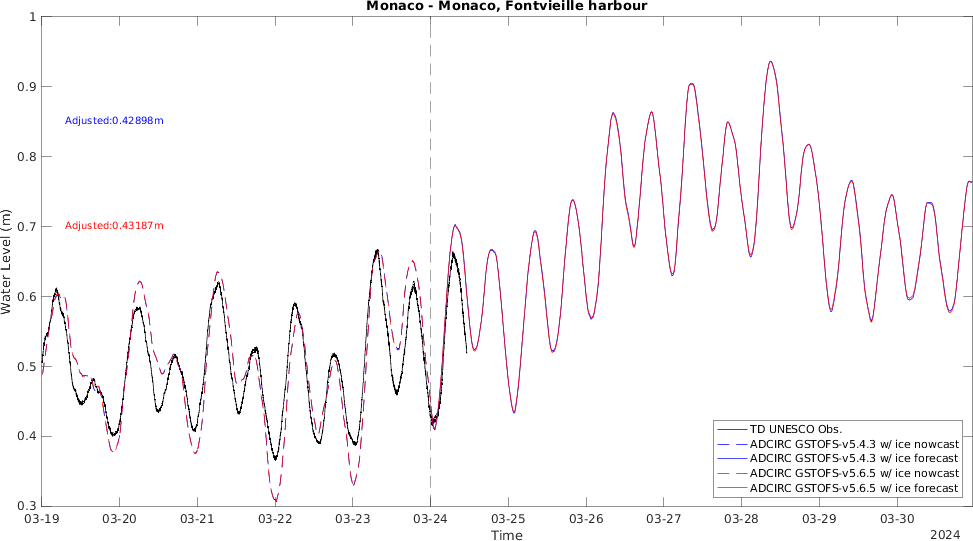 Monaco - Monaco, Fontvieille harbour
1
0.9
0.8
0.7
0.6
0.5
0.4
0.3
Water Level (m)
Adjusted:0.42898m
Adjusted:0.43187m
TD UNESCO Obs.
ADCIRC GSTOFS-v5.4.3 w/ ice nowcast
ADCIRC GSTOFS-v5.4.3 w/ ice forecast
ADCIRC GSTOFS-v5.6.5 w/ ice nowcast
ADCIRC GSTOFS-v5.6.5 w/ ice forecast
03-19 03-20 03-21 03-22 03-23 03-24 03-25 03-26 03-27 03-28 03-29 03-30
Time
2024